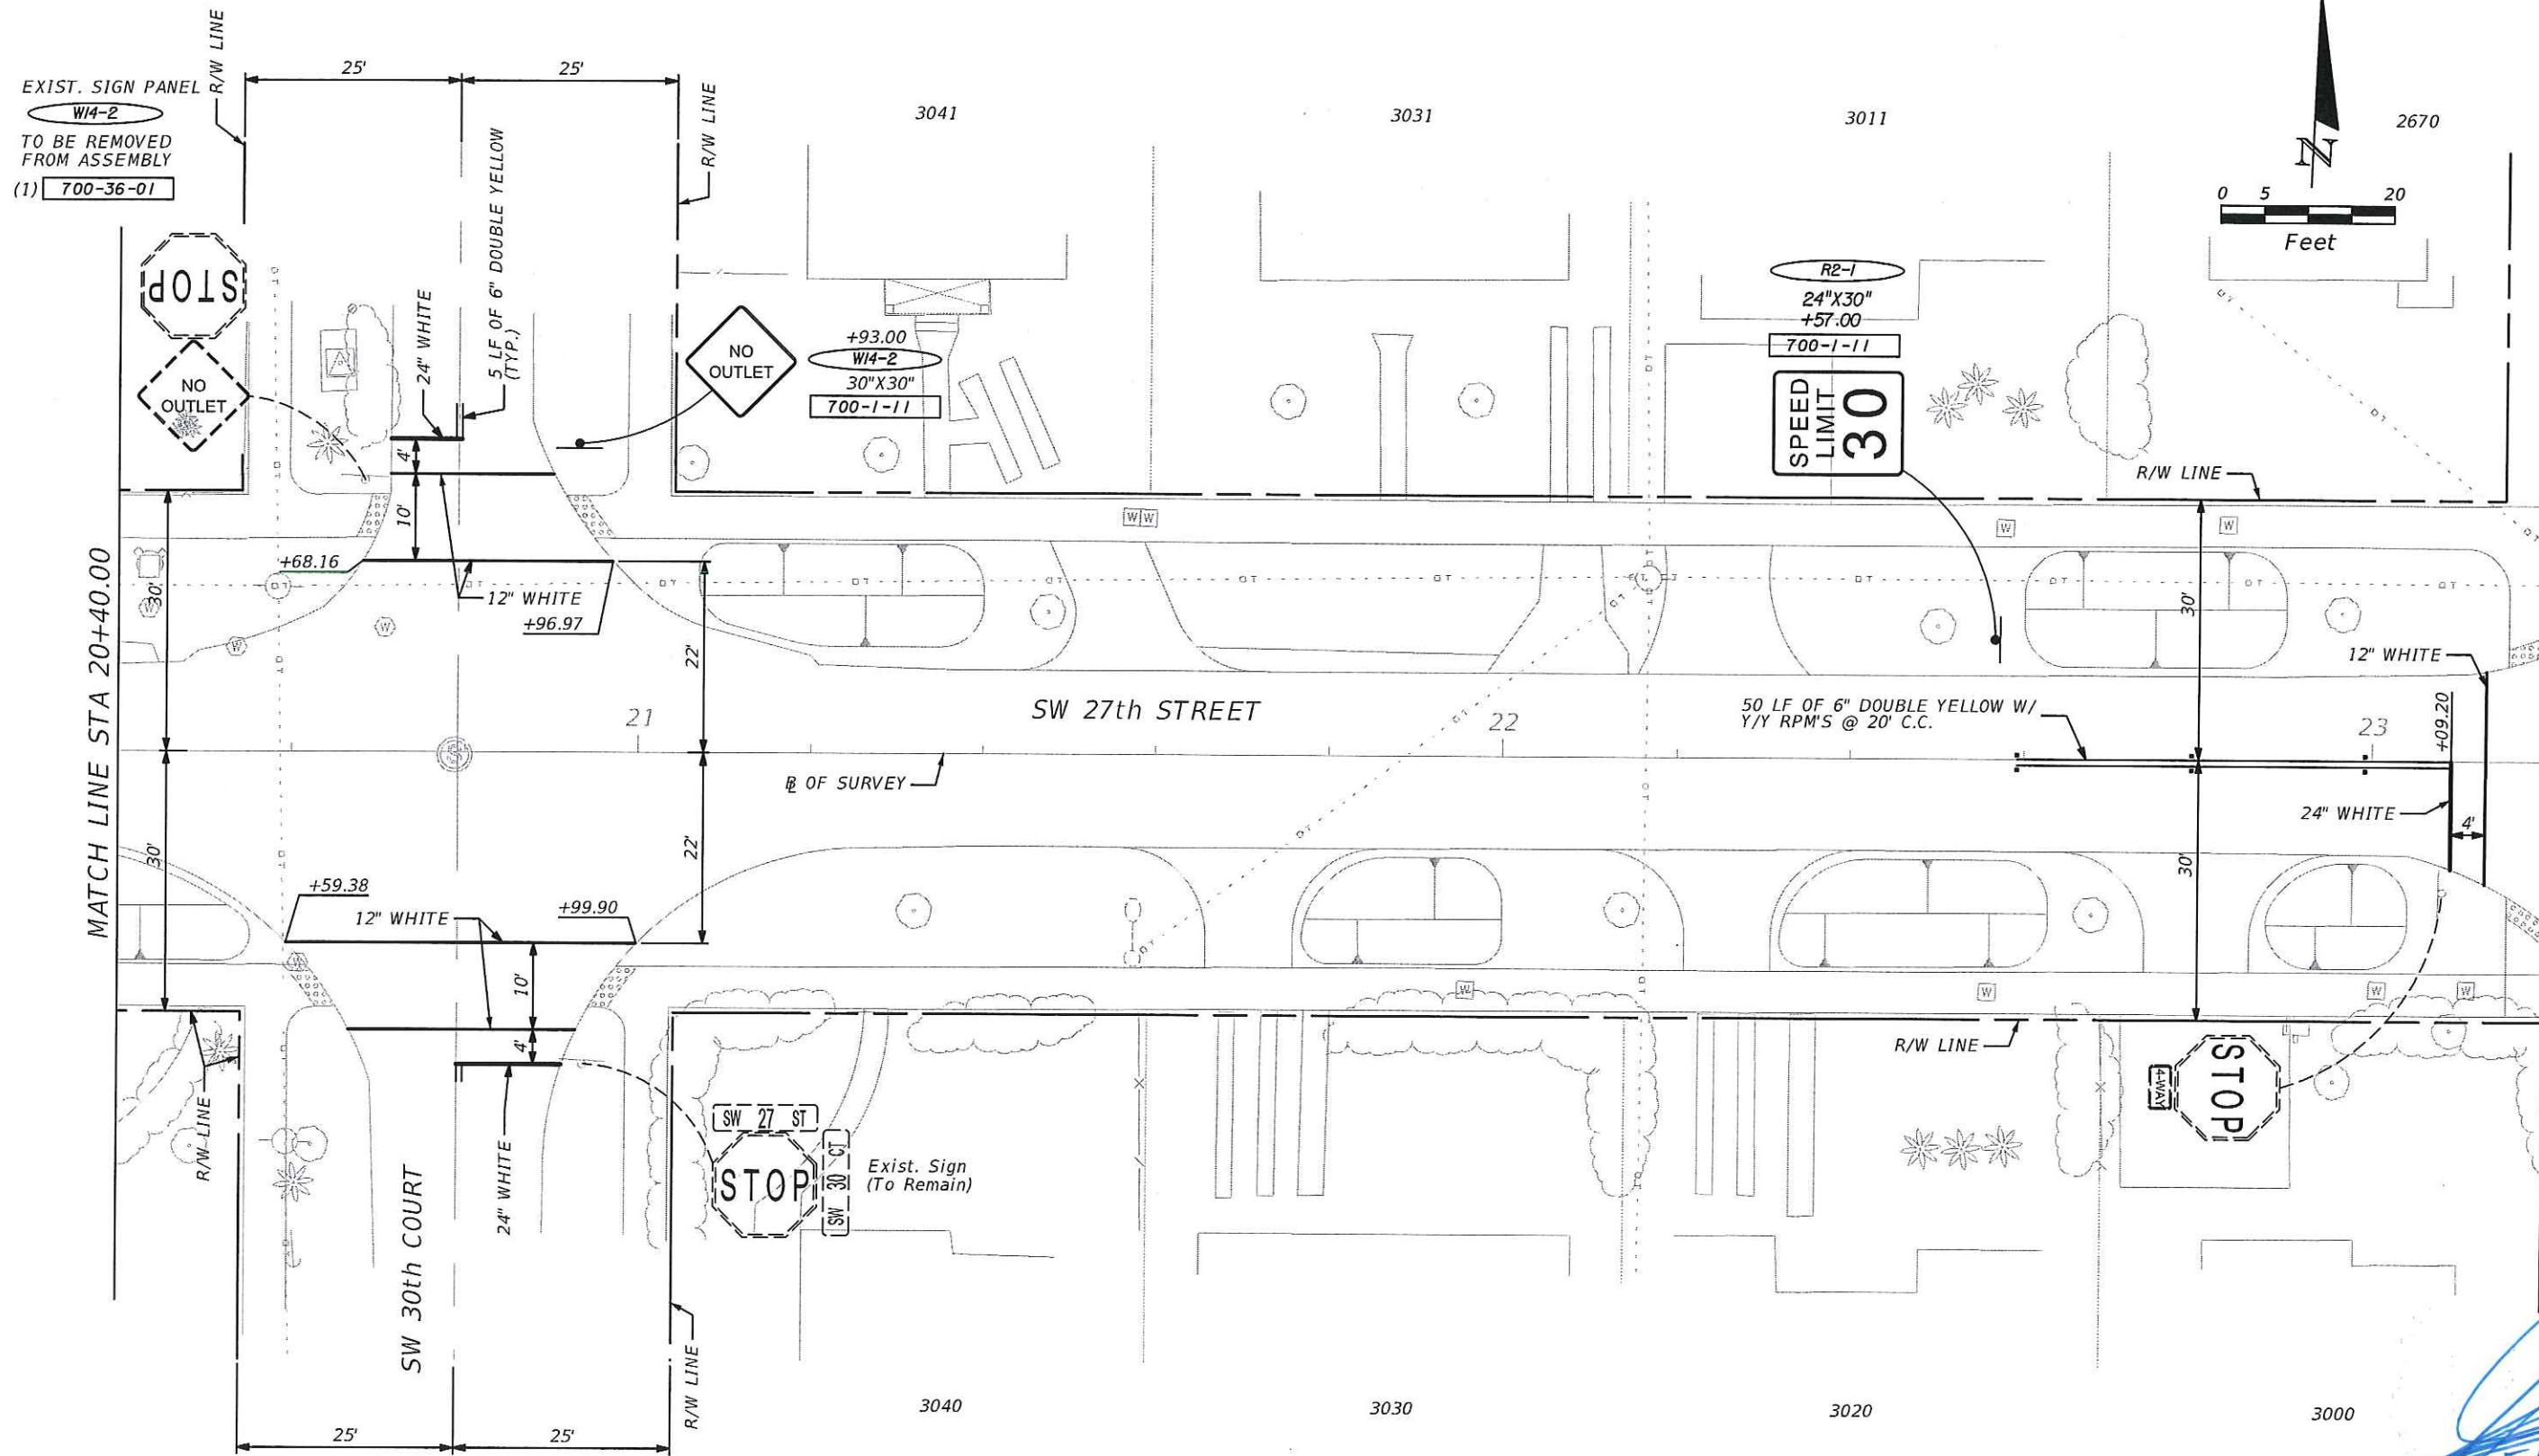 R/W LINE
25'
25'
EXIST. SIGN PANEL
W14-2
TO BE REMOVED
FROM ASSEMBLY
(1) 700-36-01
R/W LINE
3041
3031
3011
2670
N
0 5 20
Feet
STOP
NO
OUTLET
24" WHITE
5 LF OF 6" DOUBLE YELLOW
(TYP.)
NO
OUTLET
+93.00
W14-2
30"X30"
700-1-11
R2-1
24"X30"
+57.00
700-1-11
SPEED
LIMIT
30
R/W LINE
4'
10'
W W
W
W
+68.16
30'
12" WHITE
+96.97
22'
30'
12" WHITE
W
W
W
MATCH LINE STA 20+40.00
21
SW 27th STREET
22
50 LF OF 6" DOUBLE YELLOW W/
Y/Y RPM'S @ 20' C.C.
23
+09.20
BL OF SURVEY
24" WHITE
4'
30'
22'
30'
+59.38
12" WHITE
+99.90
10'
4'
W
W
W
W
R/W LINE
R/W LINE
24" WHITE
SW 27 ST
STOP
SW 30 CT
Exist. Sign
(To Remain)
STOP
4-WAY
SW 30th COURT
R/W LINE
3040
3030
3020
3000
25'
25'